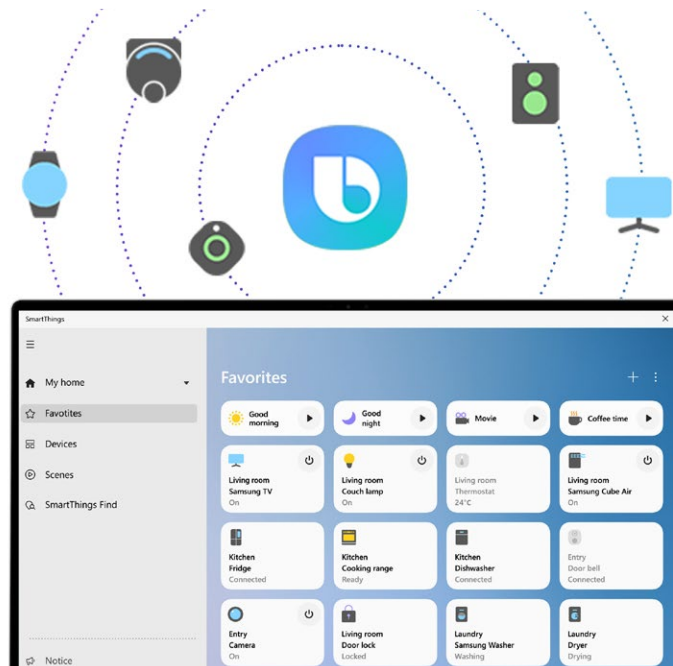 SmartThings
My home
Favotites
Devices
Scenes
SmartThings Find
Notice
Favorites
Good
morning
Good
night
Movie
Coffee time
Living room
Samsung TV
On
Living room
Couch lamp
On
Living room
Thermostat
24°C
Living room
Samsung Cube Air
On
Kitchen
Fridge
Connected
Kitchen
Cooking range
Ready
Kitchen
Dishwasher
Connected
Entry
Door bell
Connected
Entry
Camera
On
Living room
Door lock
Locked
Laundry
Samsung Washer
Washing
Laundry
Dryer
Drying